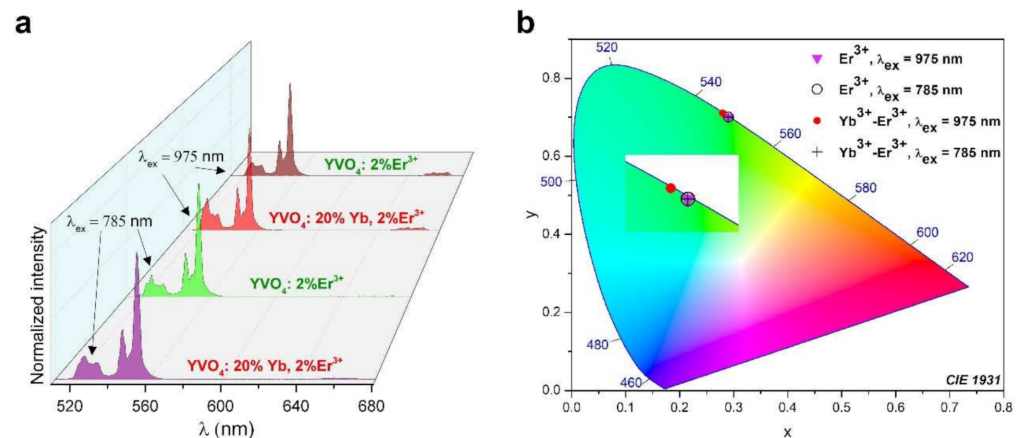 a
Normalized intensity
λex = 975 nm
λex = 785 nm
YVO4: 2%Er3+
YVO4: 20% Yb, 2%Er3+
YVO4: 2%Er3+
YVO4: 20% Yb, 2%Er3+
520 560 600 640 680
λ (nm)
b
y
0.8
0.6
0.4
0.2
0.0
0.0 0.1 0.2 0.3 0.4 0.5 0.6 0.7 0.8
x
520
540
560
580
600
620
500
480
460
Er3+, λex = 975 nm
Er3+, λex = 785 nm
Yb3+-Er3+, λex = 975 nm
Yb3+-Er3+, λex = 785 nm
CIE 1931